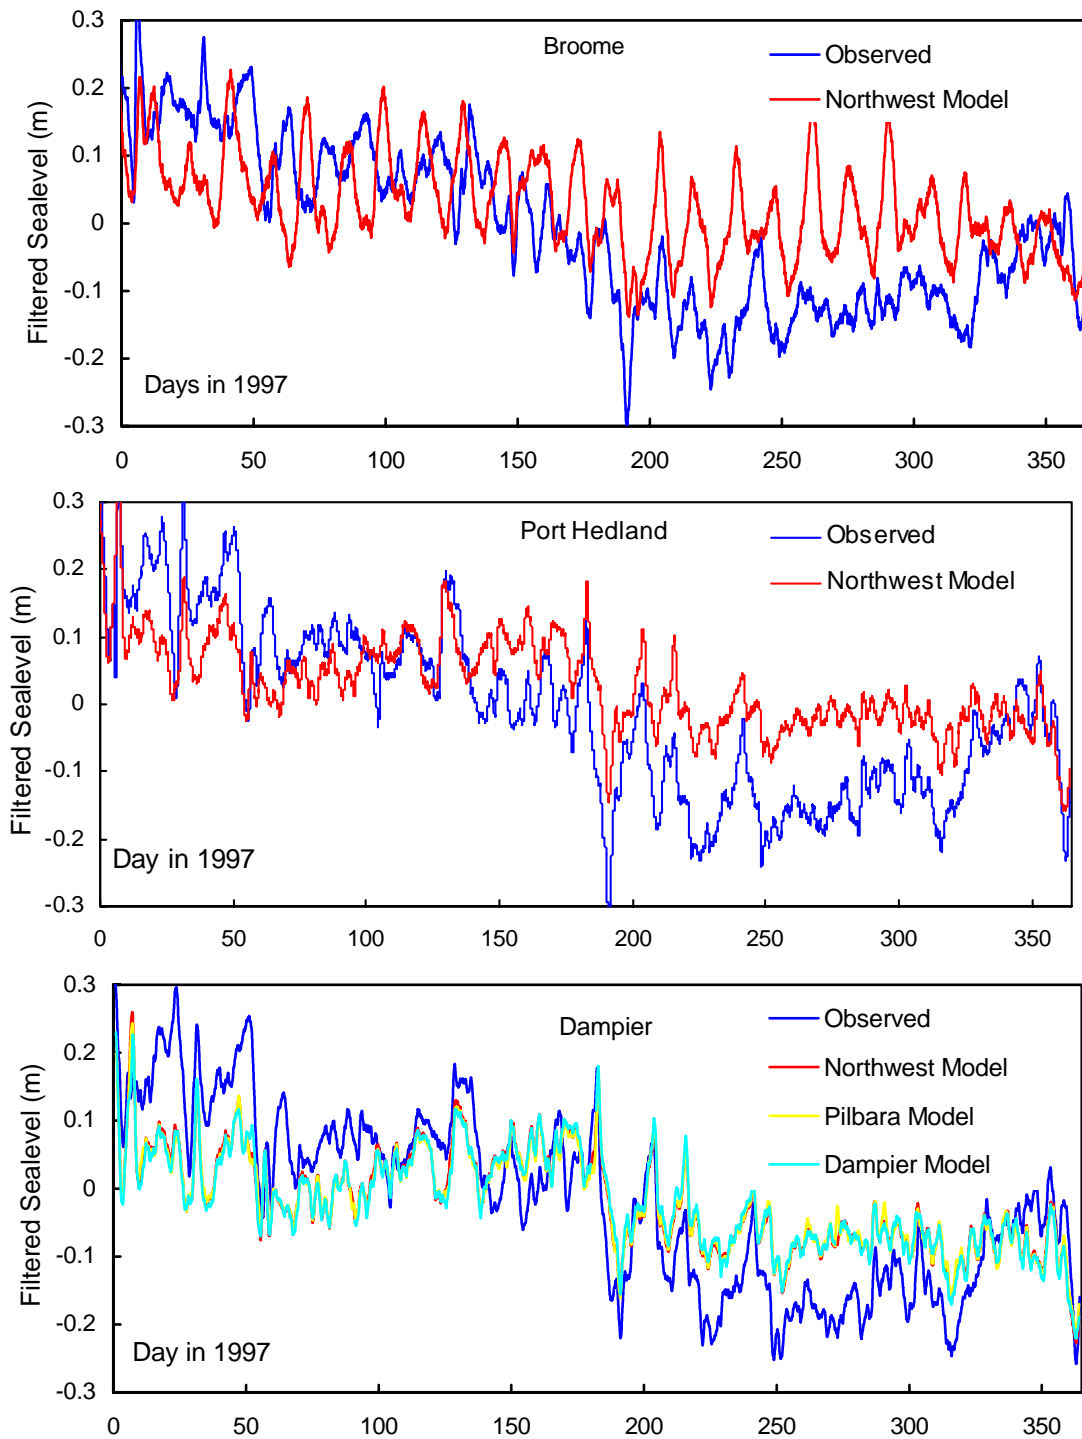 0.3
0.2
0.1
0
-0.1
-0.2
-0.3
Filtered Sealevel (m)
Broome
Observed
Northwest Model
Days in 1997
0 50 100 150 200 250 300 350
0.3
0.2
0.1
0
-0.1
-0.2
-0.3
Filtered Sealevel (m)
Port Hedland
Observed
Northwest Model
Day in 1997
0 50 100 150 200 250 300 350
0.3
0.2
0.1
0
-0.1
-0.2
-0.3
Filtered Sealevel (m)
Dampier
Observed
Northwest Model
Pilbara Model
Dampier Model
Day in 1997
0 50 100 150 200 250 300 350